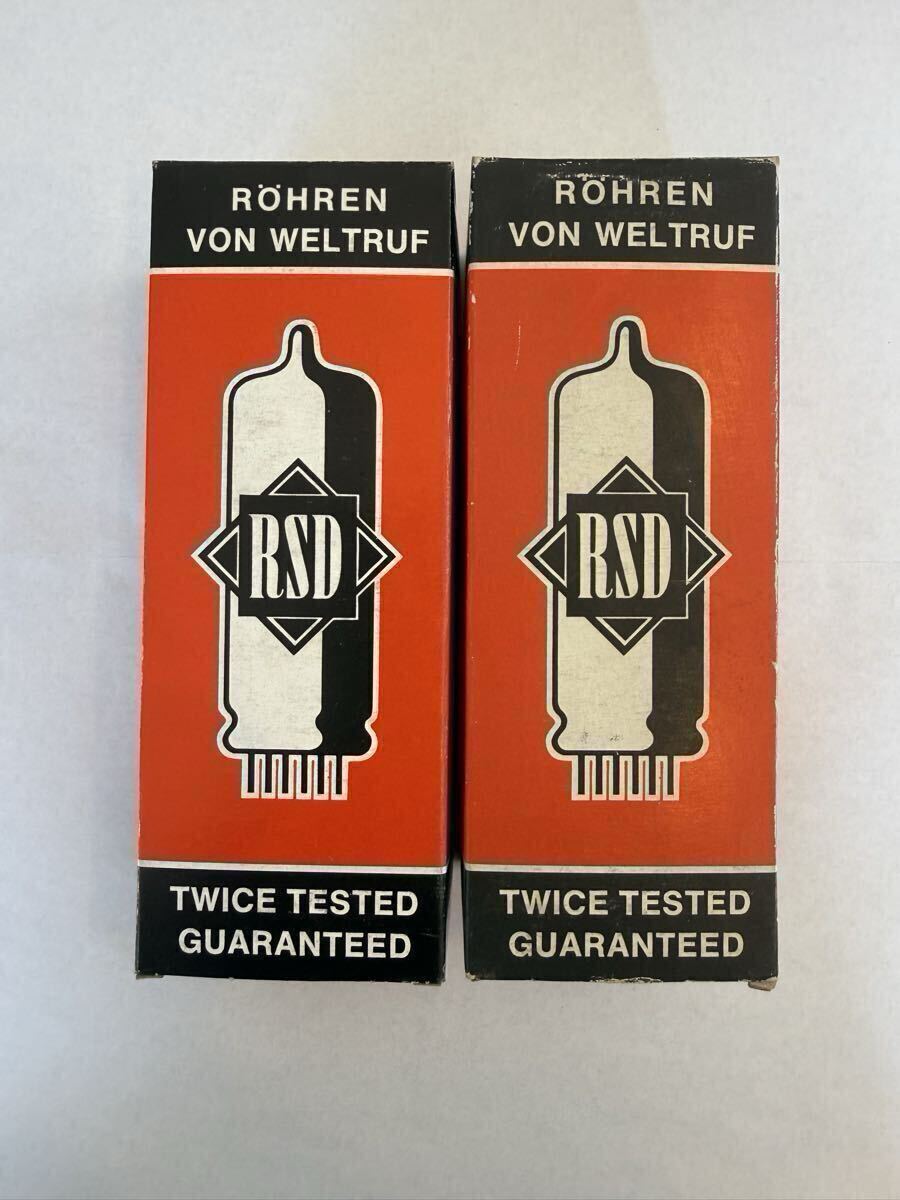 RÖHREN
VON WELTRUF
RSD
TWICE TESTED
GUARANTEED
RÖHREN
VON WELTRUF
RSD
TWICE TESTED
GUARANTEED